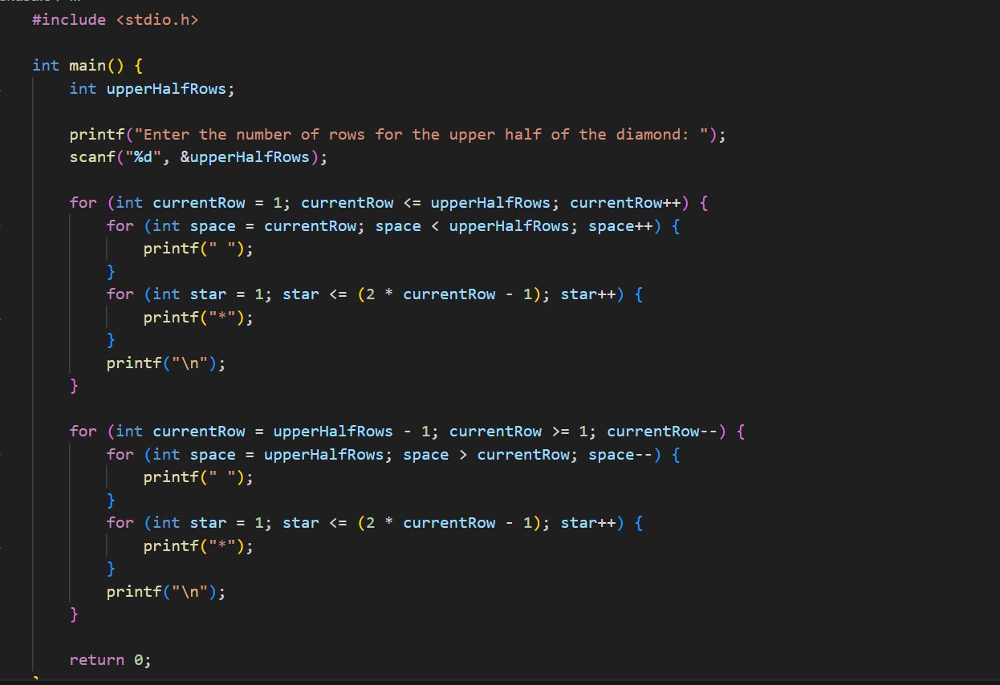 #include <stdio.h>

int main() {
    int upperHalfRows;

    printf("Enter the number of rows for the upper half of the diamond: ");
    scanf("%d", &upperHalfRows);

    for (int currentRow = 1; currentRow <= upperHalfRows; currentRow++) {
        for (int space = currentRow; space < upperHalfRows; space++) {
            printf(" ");
        }
        for (int star = 1; star <= (2 * currentRow - 1); star++) {
            printf("*");
        }
        printf("\n");
    }

    for (int currentRow = upperHalfRows - 1; currentRow >= 1; currentRow--) {
        for (int space = upperHalfRows; space > currentRow; space--) {
            printf(" ");
        }
        for (int star = 1; star <= (2 * currentRow - 1); star++) {
            printf("*");
        }
        printf("\n");
    }

    return 0;